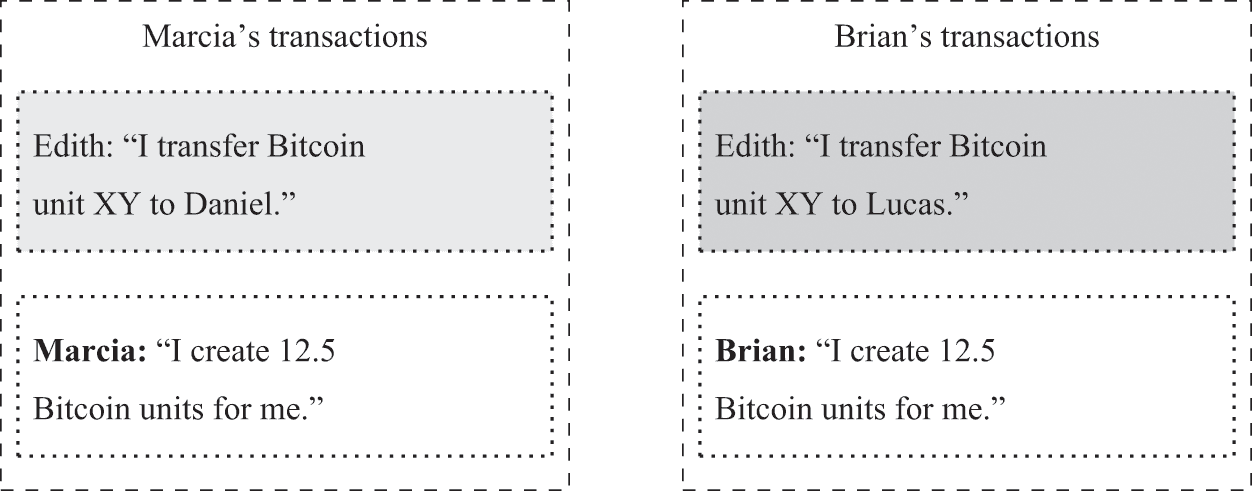 Marcia’s transactions
Edith: “I transfer Bitcoin
unit XY to Daniel.”
Marcia: “I create 12.5
Bitcoin units for me.”
Brian’s transactions
Edith: “I transfer Bitcoin
unit XY to Lucas.”
Brian: “I create 12.5
Bitcoin units for me.”